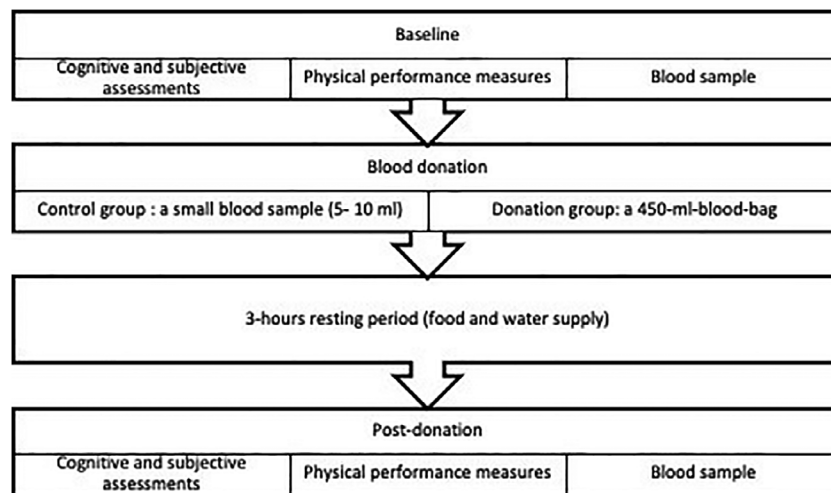 Baseline
Cognitive and subjective
assessments
Physical performance measures
Blood sample
Blood donation
Control group : a small blood sample (5- 10 ml)
Donation group: a 450-ml-blood-bag
3-hours resting period (food and water supply)
Post-donation
Cognitive and subjective
assessments
Physical performance measures
Blood sample